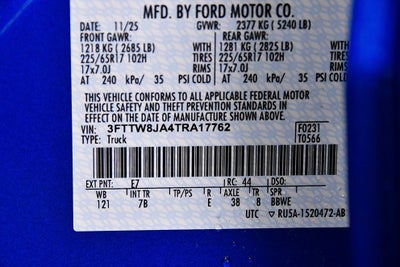 MFD. BY FORD MOTOR CO.
DATE: 11/25 GVWR: 2377 KG ( 5240 LB)
FRONT GAWR: REAR GAWR:
1218 KG ( 2685 LB) 1281 KG ( 2825 LB)
225/65R17 102H TIRES 225/65R17 102H TIRES
17x7.0J RIMS 17x7.0J RIMS
AT 240 kPa/ 35 PSI COLD AT 240 kPa/ 35 PSI COLD
THIS VEHICLE CONFORMS TO ALL APPLICABLE FEDERAL MOTOR
VEHICLE SAFETY AND THEFT PREVENTION STANDARDS IN
EFFECT ON THE DATE OF MANUFACTURE SHOWN ABOVE.
VIN: 3FTTW8JA4TRA17762 F0231
TYPE: Truck T0566
EXT PNT: E7 RC: 44
WB INT TR TP/PS R AXLE TR SPR
121 7B E 38 8 BBWE
UTC RU5A-1520472-AB